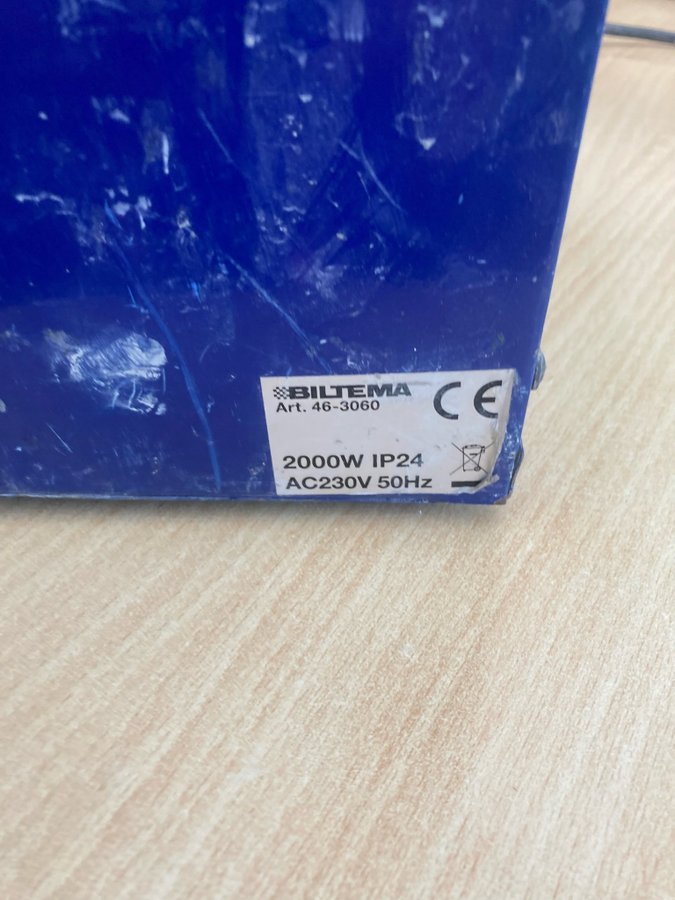 BILTEMA
Art. 46-3060
CE
2000W IP24
AC230V 50Hz